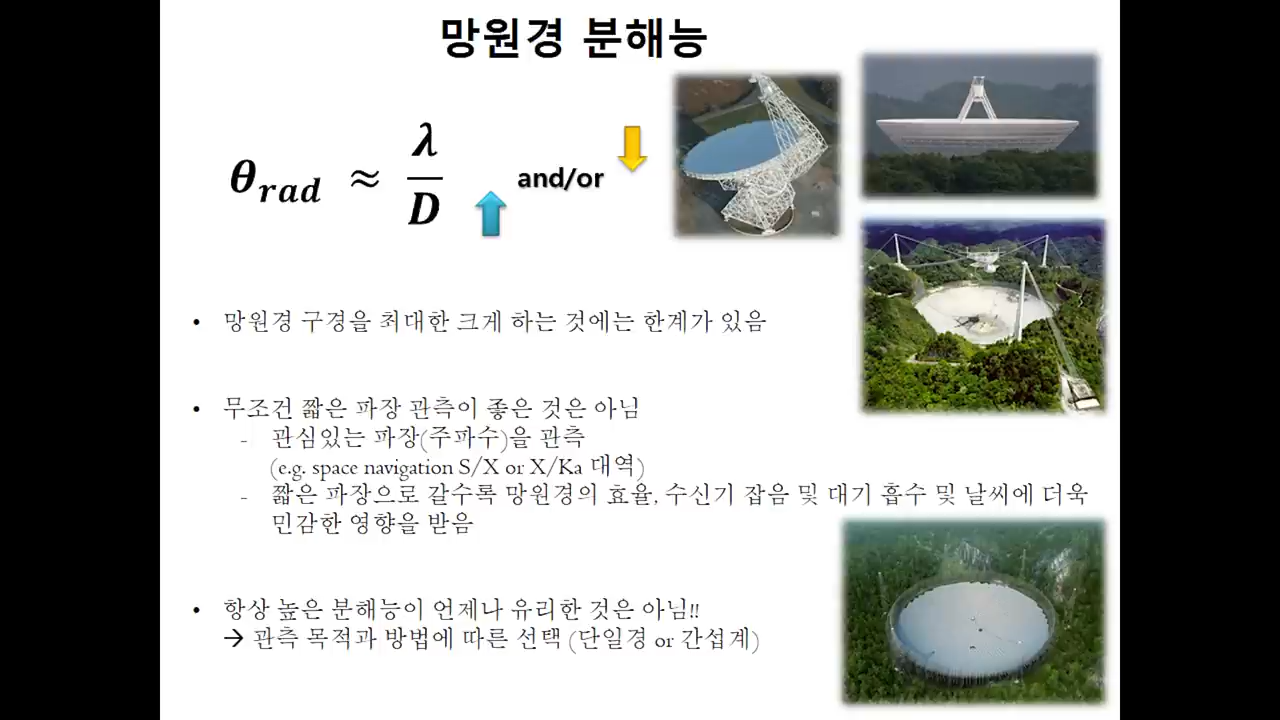 망원경 분해능
θrad ≈ λ/D and/or
• 망원경 구경을 최대한 크게 하는 것에는 한계가 있음
• 무조건 짧은 파장 관측이 좋은 것은 아님
- 관심있는 파장(주파수)을 관측
(e.g. space navigation S/X or X/Ka 대역)
- 짧은 파장으로 갈수록 망원경의 효율, 수신기 잡음 및 대기 흡수 및 날씨에 더욱
민감한 영향을 받음
• 항상 높은 분해능이 언제나 유리한 것은 아님!!
→ 관측 목적과 방법에 따른 선택 (단일경 or 간섭계)